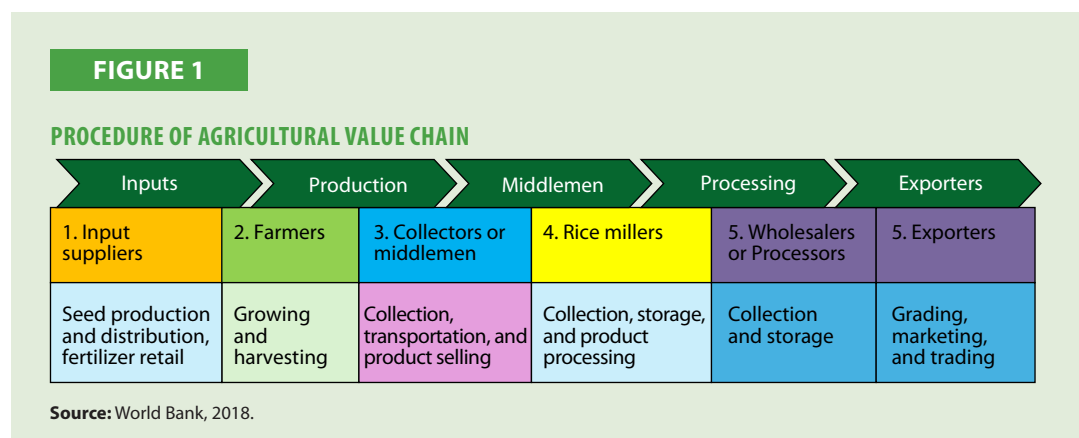 FIGURE 1
PROCEDURE OF AGRICULTURAL VALUE CHAIN
Inputs
Production
Middlemen
Processing
Exporters
1. Input
suppliers
2. Farmers
3. Collectors or
middlemen
4. Rice millers
5. Wholesalers
or Processors
5. Exporters
Seed production
and distribution,
fertilizer retail
Growing
and
harvesting
Collection,
transportation, and
product selling
Collection, storage,
and product
processing
Collection
and storage
Grading,
marketing,
and trading
Source: World Bank, 2018.